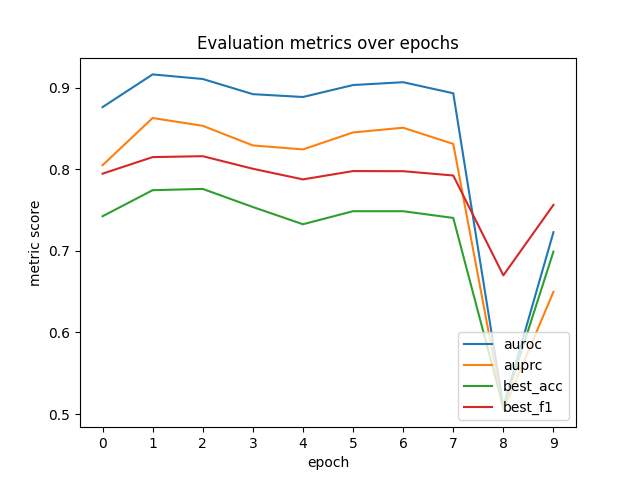 Evaluation metrics over epochs
metric score
0.9
0.8
0.7
0.6
0.5
0 1 2 3 4 5 6 7 8 9
epoch
auroc
auprc
best_acc
best_f1